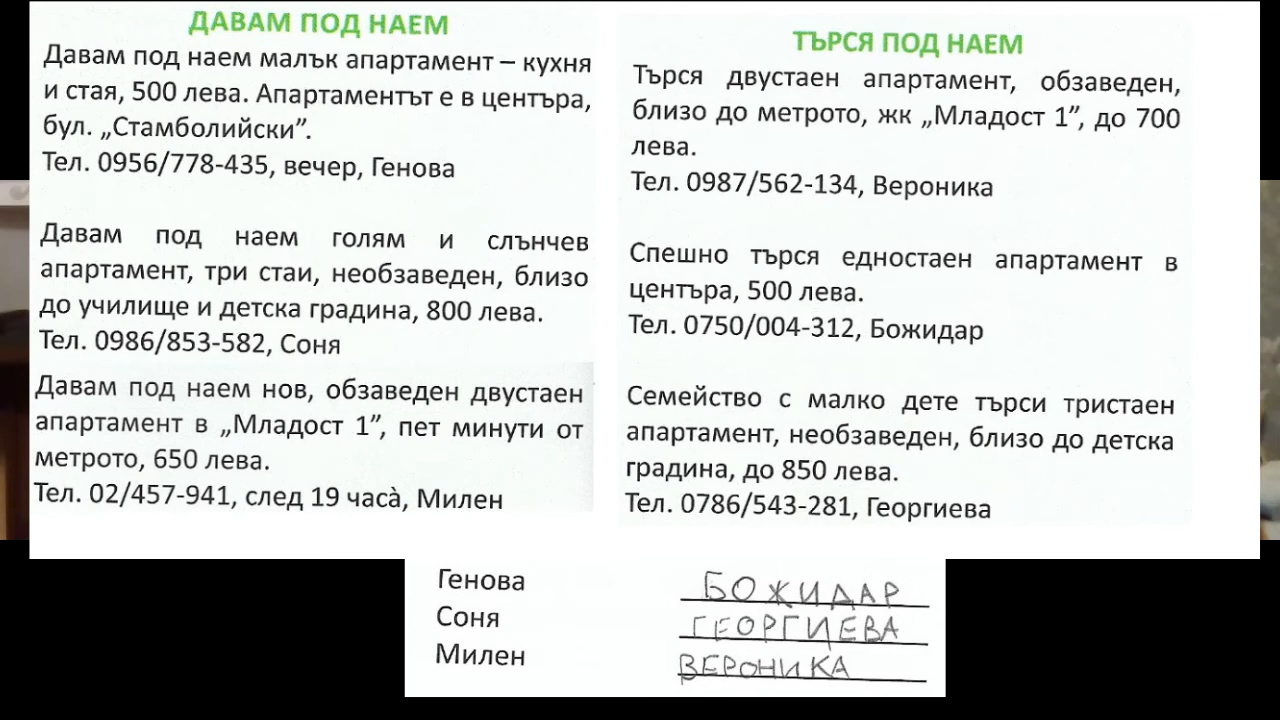 ДАВАМ ПОД НАЕМ
Давам под наем малък апартамент – кухня
и стая, 500 лева. Апартаментът е в центъра,
бул. „Стамболийски”.
Тел. 0956/778-435, вечер, Генова
Давам под наем голям и слънчев
апартамент, три стаи, необзаведен, близо
до училище и детска градина, 800 лева.
Тел. 0986/853-582, Соня
Давам под наем нов, обзаведен двустаен
апартамент в „Младост 1”, пет минути от
метрото, 650 лева.
Тел. 02/457-941, след 19 часà, Милен
ТЪРСЯ ПОД НАЕМ
Търся двустаен апартамент, обзаведен,
близо до метрото, жк „Младост 1”, до 700
лева.
Тел. 0987/562-134, Вероника
Спешно търся едностаен апартамент в
центъра, 500 лева.
Тел. 0750/004-312, Божидар
Семейство с малко дете търси тристаен
апартамент, необзаведен, близо до детска
градина, до 850 лева.
Тел. 0786/543-281, Георгиева
Генова БОЖИДАР
Соня ГЕОРГИЕВА
Милен ВЕРОНИКА